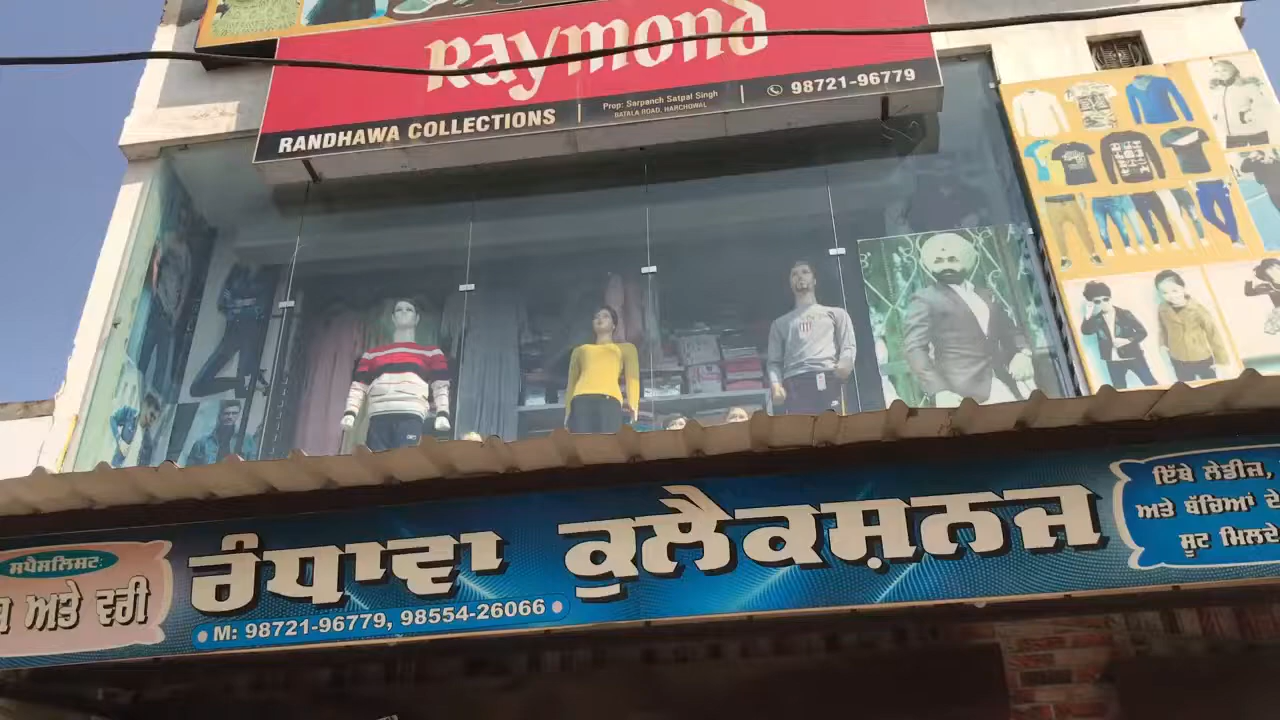 Raymond
RANDHAWA COLLECTIONS
Prop: Sarpanch Satpal Singh
BATALA ROAD, HARCHOWAL
98721-96779
ਸਪੈਸਲਿਸਟ:
ਅਤੇ ਵਰੀ
ਰੰਧਾਵਾ ਕੁਲੈਕਸ਼ਨਜ਼
M: 98721-96779, 98554-26066
ਇੱਥੇ ਲੇਡੀਜ਼,
ਅਤੇ ਬੱਚਿਆਂ ਦੇ
ਸੂਟ ਮਿਲਦੇ